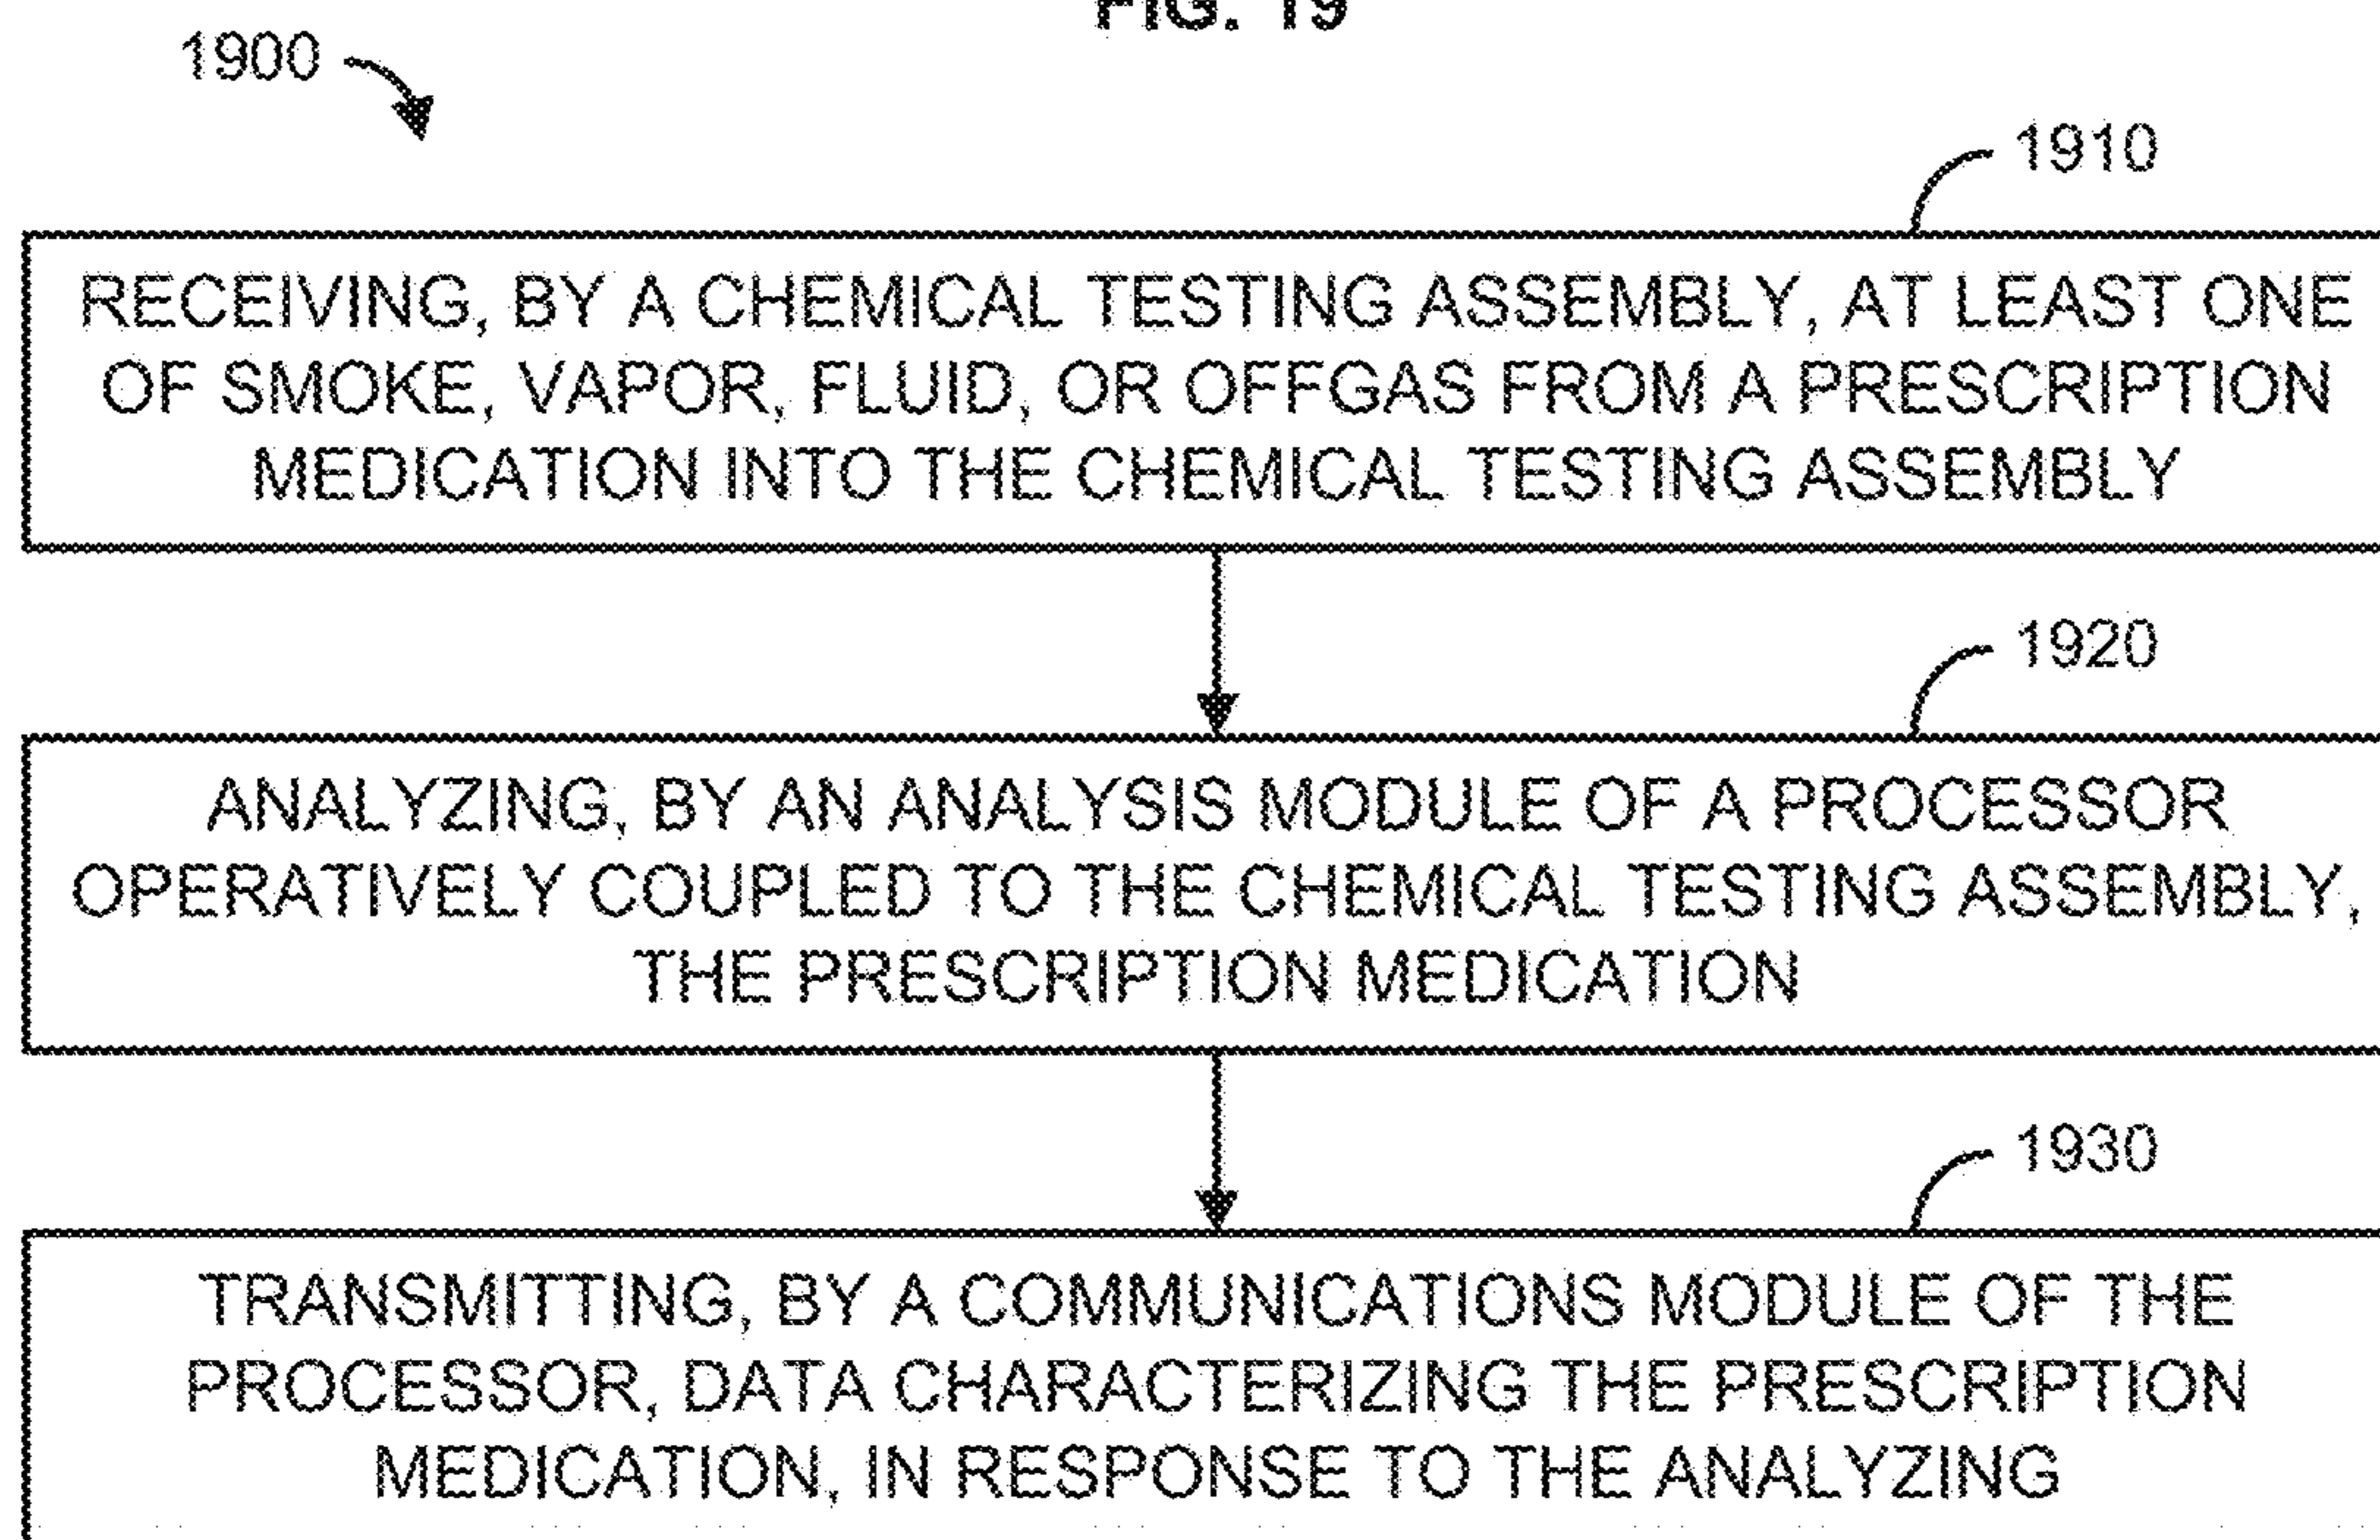 FIG. 19
1900
1910
RECEIVING, BY A CHEMICAL TESTING ASSEMBLY, AT LEAST ONE
OF SMOKE, VAPOR, FLUID, OR OFFGAS FROM A PRESCRIPTION
MEDICATION INTO THE CHEMICAL TESTING ASSEMBLY
1920
ANALYZING, BY AN ANALYSIS MODULE OF A PROCESSOR
OPERATIVELY COUPLED TO THE CHEMICAL TESTING ASSEMBLY,
THE PRESCRIPTION MEDICATION
1930
TRANSMITTING, BY A COMMUNICATIONS MODULE OF THE
PROCESSOR, DATA CHARACTERIZING THE PRESCRIPTION
MEDICATION, IN RESPONSE TO THE ANALYZING